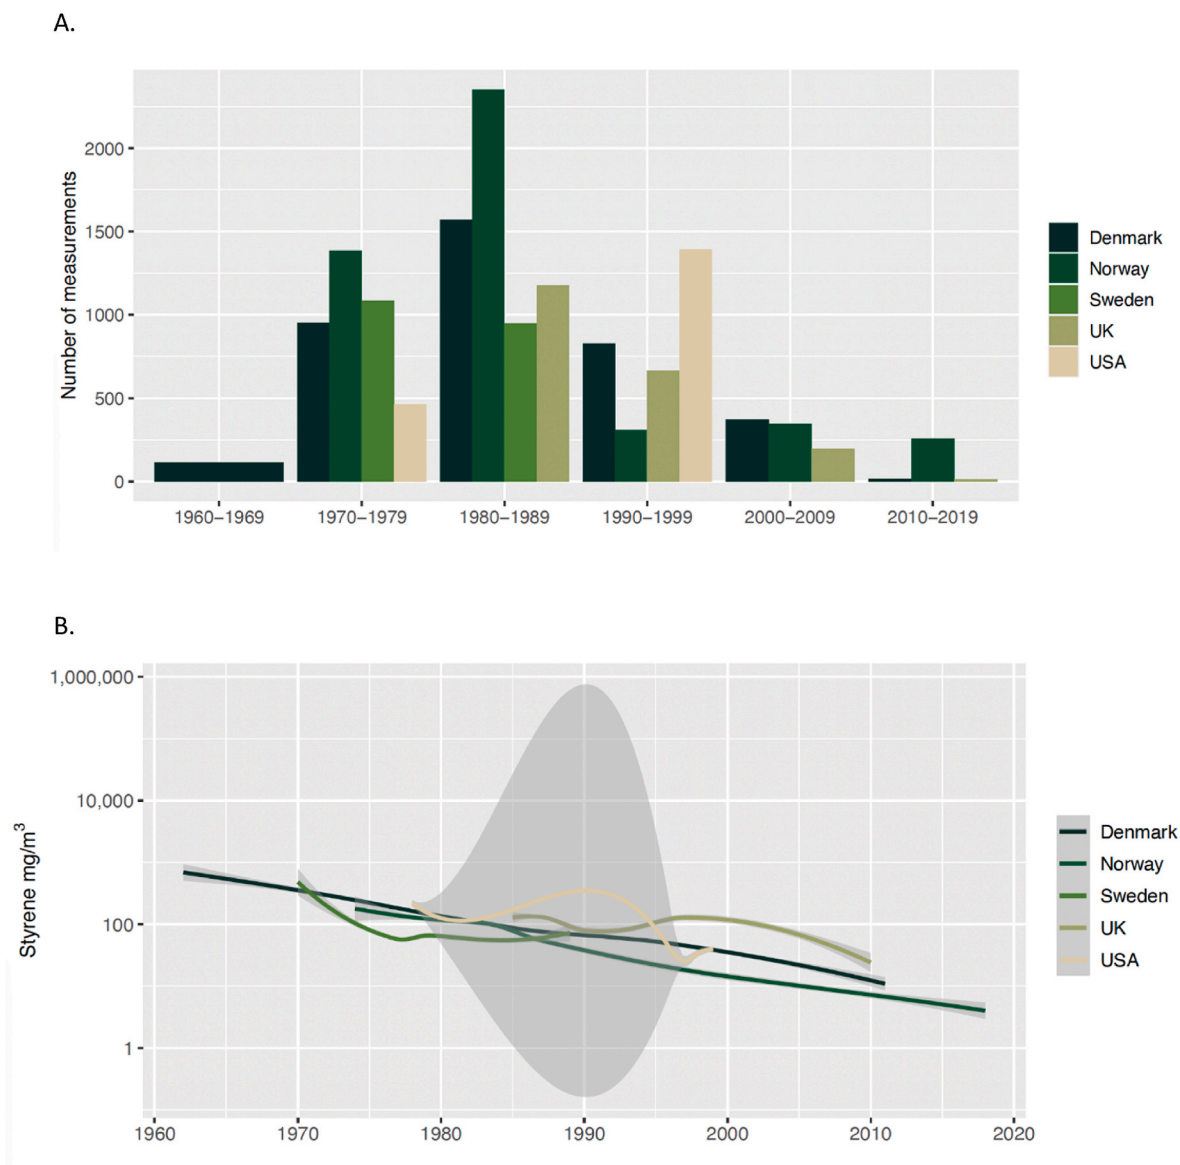 A.
Number of measurements
2000
1500
1000
500
0
1960–1969 1970–1979 1980–1989 1990–1999 2000–2009 2010–2019
Denmark
Norway
Sweden
UK
USA
B.
Styrene mg/m³
1,000,000
10,000
100
1
1960 1970 1980 1990 2000 2010 2020
Denmark
Norway
Sweden
UK
USA